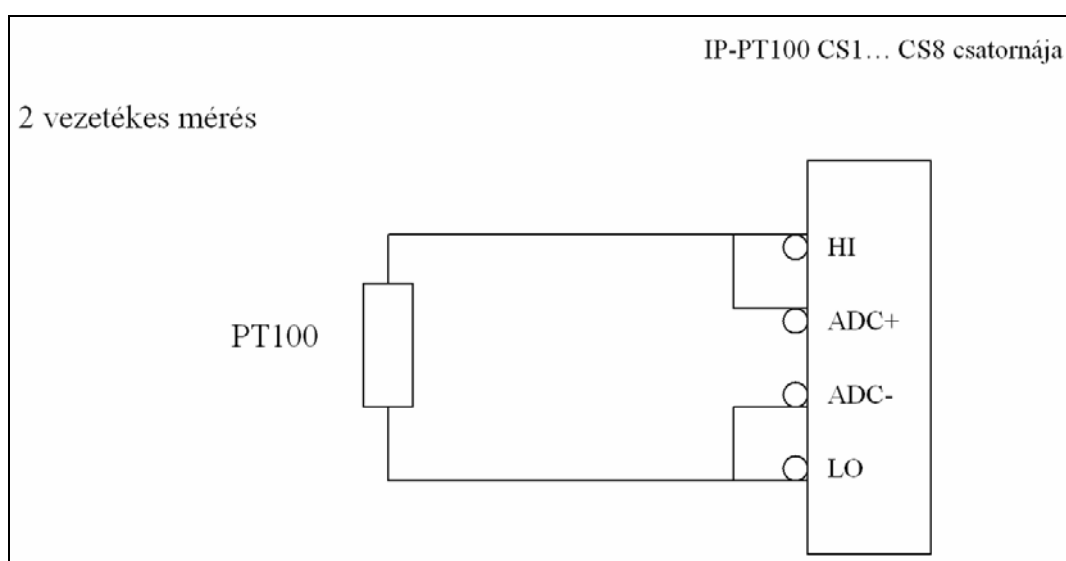 IP-PT100 CS1… CS8 csatornája
2 vezetékes mérés
HI
PT100
ADC+
ADC-
LO